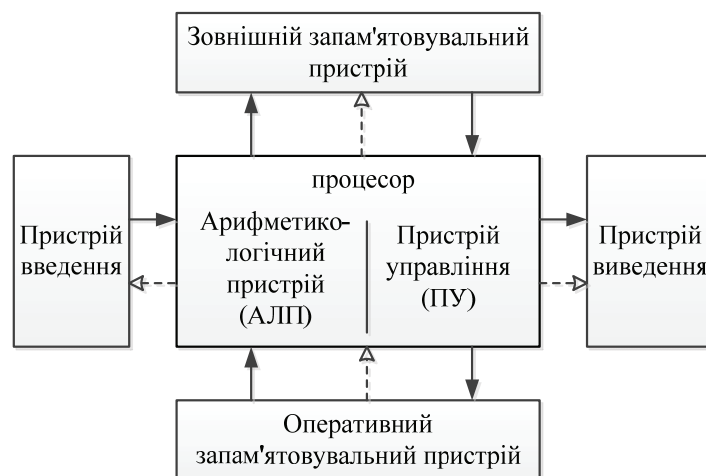 Зовнішній запам'ятовувальний
пристрій
процесор
Пристрій
введення
Арифметико-
логічний
пристрій
(АЛП)
Пристрій
управління
(ПУ)
Пристрій
виведення
Оперативний
запам'ятовувальний пристрій